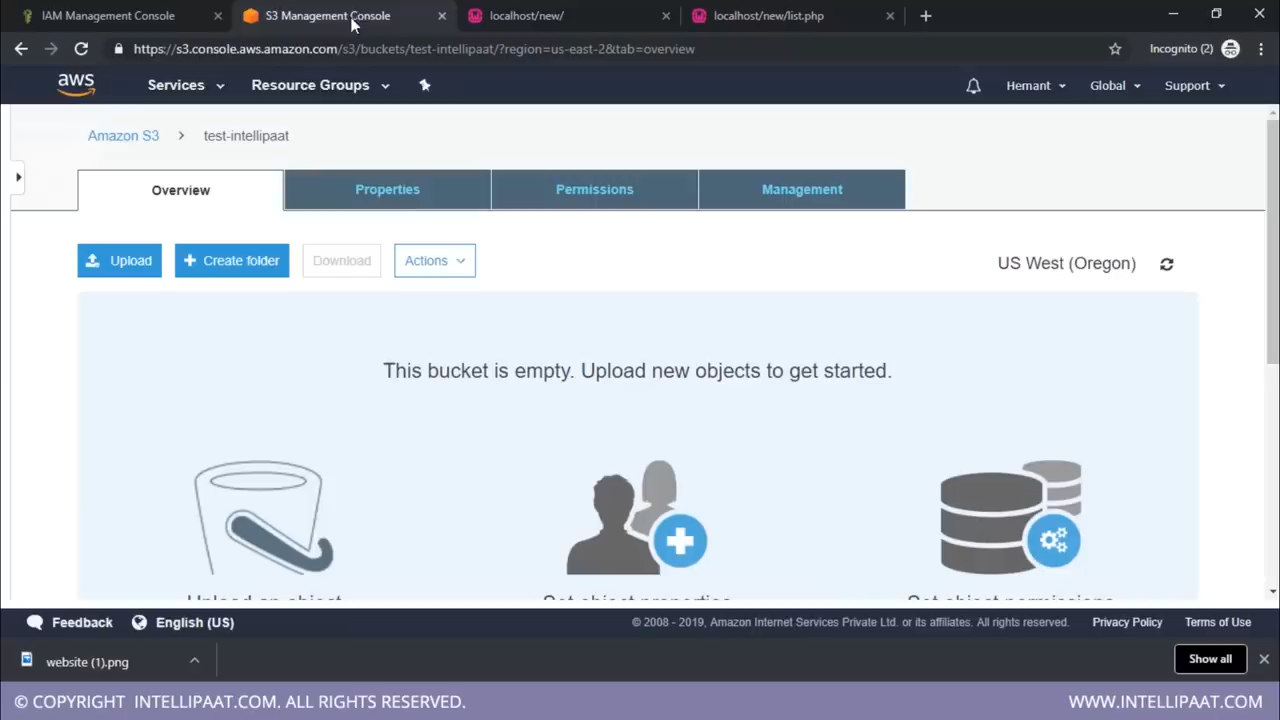 IAM Management Console
S3 Management Console
localhost/new/
localhost/new/list.php
https://s3.console.aws.amazon.com/s3/buckets/test-intellipaat/?region=us-east-2&tab=overview
Incognito (2)
aws
Services
Resource Groups
Hemant
Global
Support
Amazon S3 > test-intellipaat
Overview
Properties
Permissions
Management
Upload
Create folder
Download
Actions
US West (Oregon)
This bucket is empty. Upload new objects to get started.
Upload an object
Set object properties
Set object permissions
Feedback
English (US)
© 2008 - 2019, Amazon Internet Services Private Ltd. or its affiliates. All rights reserved.
Privacy Policy
Terms of Use
website (1).png
Show all
© COPYRIGHT INTELLIPAAT.COM. ALL RIGHTS RESERVED.
WWW.INTELLIPAAT.COM